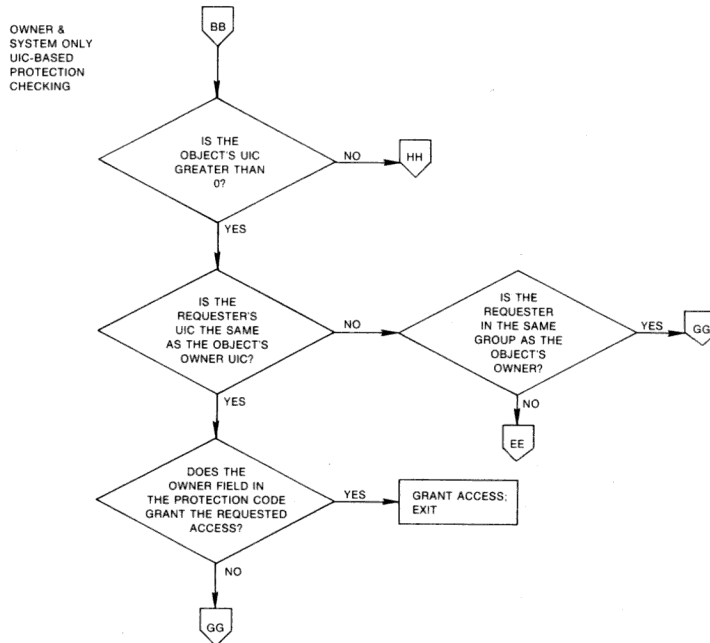 OWNER &
SYSTEM ONLY
UIC-BASED
PROTECTION
CHECKING
BB
IS THE
OBJECT'S UIC
GREATER THAN
0?
NO
HH
YES
IS THE
REQUESTER'S
UIC THE SAME
AS THE OBJECT'S
OWNER UIC?
NO
IS THE
REQUESTER
IN THE SAME
GROUP AS THE
OBJECT'S
OWNER?
YES
GG
NO
EE
YES
DOES THE
OWNER FIELD IN
THE PROTECTION CODE
GRANT THE REQUESTED
ACCESS?
YES
GRANT ACCESS;
EXIT
NO
GG